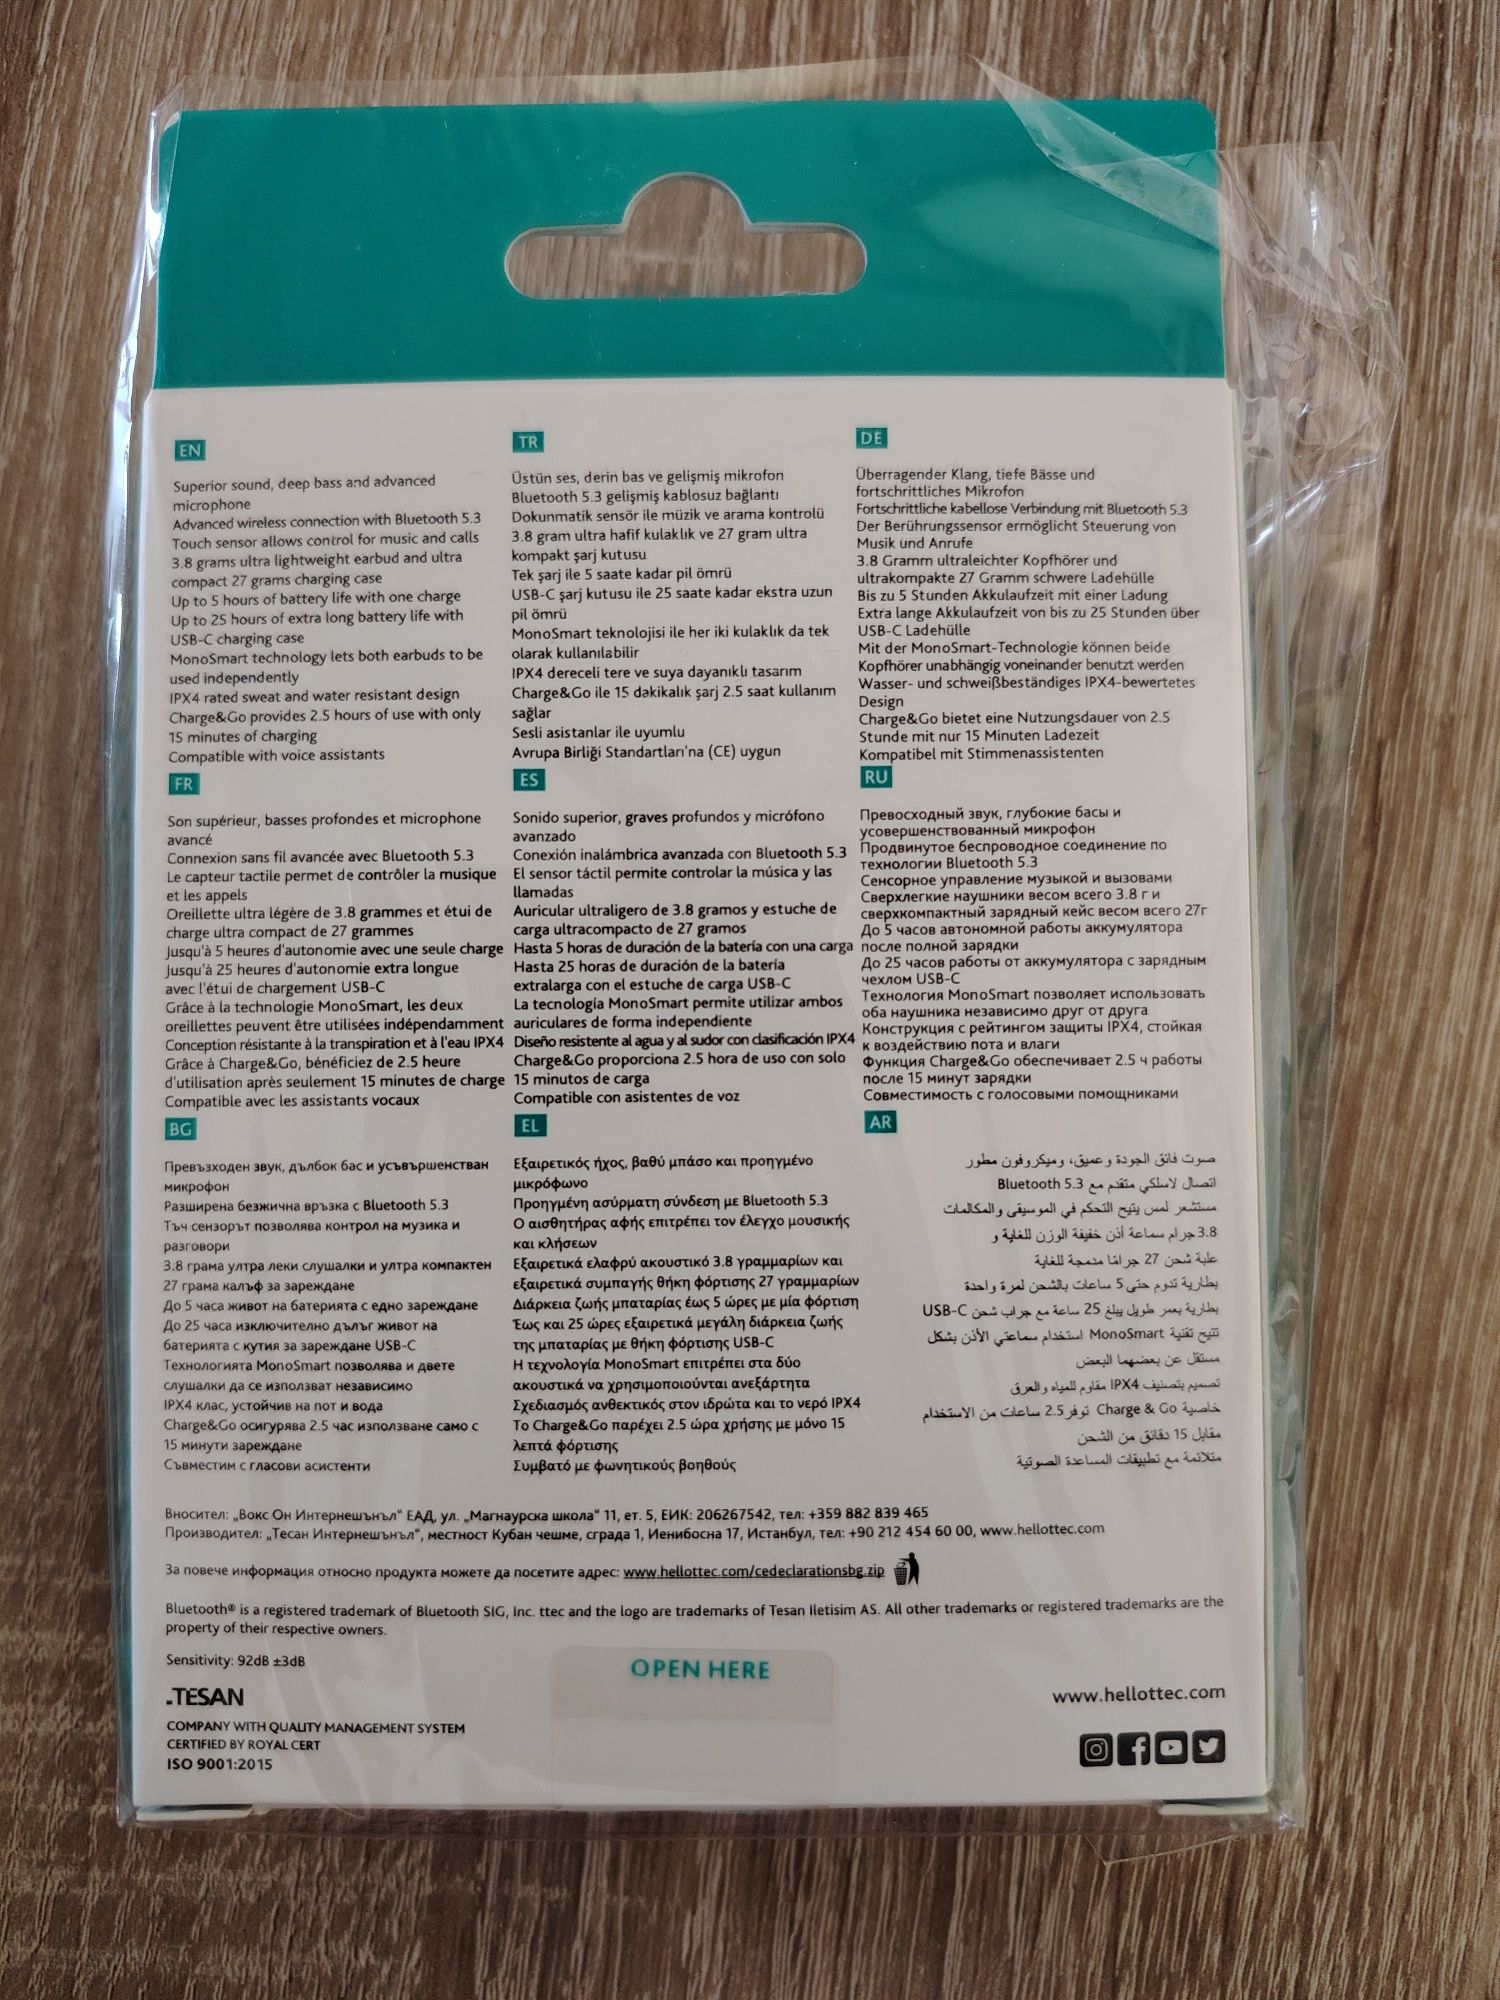 EN
Superior sound, deep bass and advanced
microphone
Advanced wireless connection with Bluetooth 5.3
Touch sensor allows control for music and calls
3.8 grams ultra lightweight earbud and ultra
compact 27 grams charging case
Up to 5 hours of battery life with one charge
Up to 25 hours of extra long battery life with
USB-C charging case
MonoSmart technology lets both earbuds to be
used independently
IPX4 rated sweat and water resistant design
Charge&Go provides 2.5 hours of use with only
15 minutes of charging
Compatible with voice assistants
TR
Üstün ses, derin bas ve gelişmiş mikrofon
Bluetooth 5.3 gelişmiş kablosuz bağlantı
Dokunmatik sensör ile müzik ve arama kontrolü
3.8 gram ultra hafif kulaklık ve 27 gram ultra
kompakt şarj kutusu
Tek şarj ile 5 saate kadar pil ömrü
USB-C şarj kutusu ile 25 saate kadar ekstra uzun
pil ömrü
MonoSmart teknolojisi ile her iki kulaklık da tek
olarak kullanılabilir
IPX4 dereceli tere ve suya dayanıklı tasarım
Charge&Go ile 15 dakikalık şarj 2.5 saat kullanım
sağlar
Sesli asistanlar ile uyumlu
Avrupa Birliği Standartları'na (CE) uygun
DE
Überragender Klang, tiefe Bässe und
fortschrittliches Mikrofon
Fortschrittliche kabellose Verbindung mit Bluetooth 5.3
Der Berührungssensor ermöglicht Steuerung von
Musik und Anrufe
3.8 Gramm ultraleichter Kopfhörer und
ultrakompakte 27 Gramm schwere Ladehülle
Bis zu 5 Stunden Akkulaufzeit mit einer Ladung
Extra lange Akkulaufzeit von bis zu 25 Stunden über
USB-C Ladehülle
Mit der MonoSmart-Technologie können beide
Kopfhörer unabhängig voneinander benutzt werden
Wasser- und schweißbeständiges IPX4-bewertetes
Design
Charge&Go bietet eine Nutzungsdauer von 2.5
Stunde mit nur 15 Minuten Ladezeit
Kompatibel mit Stimmenassistenten
FR
Son supérieur, basses profondes et microphone
avancé
Connexion sans fil avancée avec Bluetooth 5.3
Le capteur tactile permet de contrôler la musique
et les appels
Oreillette ultra légère de 3.8 grammes et étui de
charge ultra compact de 27 grammes
Jusqu'à 5 heures d'autonomie avec une seule charge
Jusqu'à 25 heures d'autonomie extra longue
avec l'étui de chargement USB-C
Grâce à la technologie MonoSmart, les deux
oreillettes peuvent être utilisées indépendamment
Conception résistante à la transpiration et à l'eau IPX4
Grâce à Charge&Go, bénéficiez de 2.5 heure
d'utilisation après seulement 15 minutes de charge
Compatible avec les assistants vocaux
ES
Sonido superior, graves profundos y micrófono
avanzado
Conexión inalámbrica avanzada con Bluetooth 5.3
El sensor táctil permite controlar la música y las
llamadas
Auricular ultraligero de 3.8 gramos y estuche de
carga ultracompacto de 27 gramos
Hasta 5 horas de duración de la batería con una carga
Hasta 25 horas de duración de la batería
extralarga con el estuche de carga USB-C
La tecnología MonoSmart permite utilizar ambos
auriculares de forma independiente
Diseño resistente al agua y al sudor con clasificación IPX4
Charge&Go proporciona 2.5 hora de uso con solo
15 minutos de carga
Compatible con asistentes de voz
RU
Превосходный звук, глубокие басы и
усовершенствованный микрофон
Продвинутое беспроводное соединение по
технологии Bluetooth 5.3
Сенсорное управление музыкой и вызовами
Сверхлегкие наушники весом всего 3.8 г и
сверхкомпактный зарядный кейс весом всего 27г
До 5 часов автономной работы аккумулятора
после полной зарядки
До 25 часов работы от аккумулятора с зарядным
чехлом USB-C
Технология MonoSmart позволяет использовать
оба наушника независимо друг от друга
Конструкция с рейтингом защиты IPX4, стойкая
к воздействию пота и влаги
Функция Charge&Go обеспечивает 2.5 ч работы
после 15 минут зарядки
Совместимость с голосовыми помощниками
BG
Превъзходен звук, дълбок бас и усъвършенстван
микрофон
Разширена безжична връзка с Bluetooth 5.3
Тъч сензорът позволява контрол на музика и
разговори
3.8 грама ултра леки слушалки и ултра компактен
27 грама калъф за зареждане
До 5 часа живот на батерията с едно зареждане
До 25 часа изключително дълъг живот на
батерията с кутия за зареждане USB-C
Технологията MonoSmart позволява и двете
слушалки да се използват независимо
IPX4 клас, устойчив на пот и вода
Charge&Go осигурява 2.5 час използване само с
15 минути зареждане
Съвместим с гласови асистенти
EL
Εξαιρετικός ήχος, βαθύ μπάσο και προηγμένο
μικρόφωνο
Προηγμένη ασύρματη σύνδεση με Bluetooth 5.3
Ο αισθητήρας αφής επιτρέπει τον έλεγχο μουσικής
και κλήσεων
Εξαιρετικά ελαφρύ ακουστικό 3.8 γραμμαρίων και
εξαιρετικά συμπαγής θήκη φόρτισης 27 γραμμαρίων
Διάρκεια ζωής μπαταρίας έως 5 ώρες με μία φόρτιση
Έως και 25 ώρες εξαιρετικά μεγάλη διάρκεια ζωής
της μπαταρίας με θήκη φόρτισης USB-C
Η τεχνολογία MonoSmart επιτρέπει στα δύο
ακουστικά να χρησιμοποιούνται ανεξάρτητα
Σχεδιασμός ανθεκτικός στον ιδρώτα και το νερό IPX4
Το Charge&Go παρέχει 2.5 ώρα χρήσης με μόνο 15
λεπτά φόρτισης
Συμβατό με φωνητικούς βοηθούς
AR
صوت فائق الجودة وعميق، وميكروفون مطور
اتصال لاسلكي متقدم مع Bluetooth 5.3
مستشعر لمس يتيح التحكم في الموسيقى والمكالمات
3.8 جرام سماعة أذن خفيفة الوزن للغاية و
علبة شحن 27 جرامًا مدمجة للغاية
بطارية تدوم حتى 5 ساعات بالشحن لمرة واحدة
بطارية بعمر طويل يبلغ 25 ساعة مع جراب شحن USB-C
تتيح تقنية MonoSmart استخدام سماعتي الأذن بشكل
مستقل عن بعضهما البعض
تصميم بتصنيف IPX4 مقاوم للمياه والعرق
خاصية Charge & Go توفر 2.5 ساعات من الاستخدام
مقابل 15 دقائق من الشحن
متلائمة مع تطبيقات المساعدة الصوتية
Вносител: „Вокс Он Интернешънъл“ ЕАД, ул. „Магнаурска школа“ 11, ет. 5, ЕИК: 206267542, тел: +359 882 839 465
Производител: „Тесан Интернешънъл“, местност Кубан чешме, сграда 1, Иенибосна 17, Истанбул, тел: +90 212 454 60 00, www.hellottec.com
За повече информация относно продукта можете да посетите адрес: www.hellottec.com/cedeclarationsbg.zip
Bluetooth® is a registered trademark of Bluetooth SIG, Inc. ttec and the logo are trademarks of Tesan Iletisim AS. All other trademarks or registered trademarks are the
property of their respective owners.
Sensitivity: 92dB ±3dB
OPEN HERE
.TESAN
www.hellottec.com
COMPANY WITH QUALITY MANAGEMENT SYSTEM
CERTIFIED BY ROYAL CERT
ISO 9001:2015